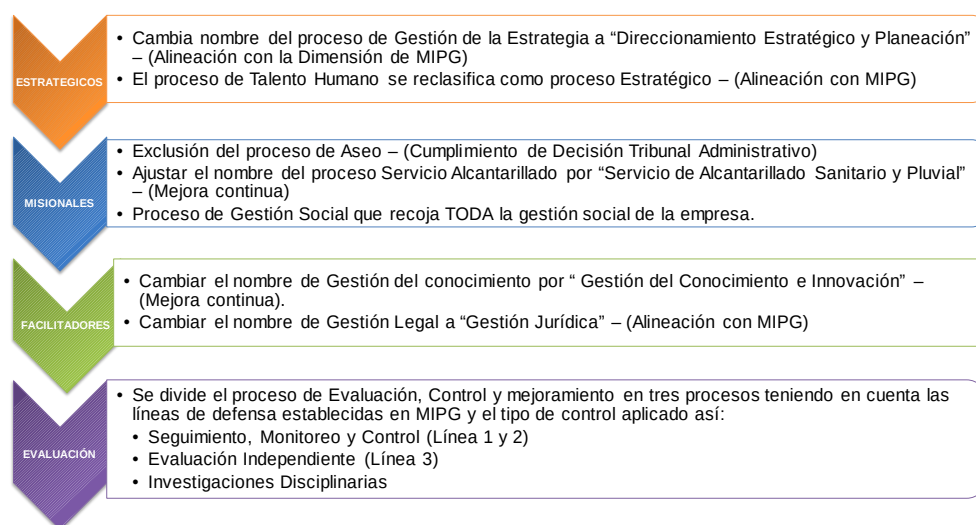 ESTRATEGICOS
• Cambia nombre del proceso de Gestión de la Estrategia a “Direccionamiento Estratégico y Planeación”
– (Alineación con la Dimensión de MIPG)
• El proceso de Talento Humano se reclasifica como proceso Estratégico – (Alineación con MIPG)
MISIONALES
• Exclusión del proceso de Aseo – (Cumplimiento de Decisión Tribunal Administrativo)
• Ajustar el nombre del proceso Servicio Alcantarillado por “Servicio de Alcantarillado Sanitario y Pluvial”
– (Mejora continua)
• Proceso de Gestión Social que recoja TODA la gestión social de la empresa.
FACILITADORES
• Cambiar el nombre de Gestión del conocimiento por “ Gestión del Conocimiento e Innovación” –
(Mejora continua).
• Cambiar el nombre de Gestión Legal a “Gestión Jurídica” – (Alineación con MIPG)
EVALUACIÓN
• Se divide el proceso de Evaluación, Control y mejoramiento en tres procesos teniendo en cuenta las
líneas de defensa establecidas en MIPG y el tipo de control aplicado así:
• Seguimiento, Monitoreo y Control (Línea 1 y 2)
• Evaluación Independiente (Línea 3)
• Investigaciones Disciplinarias